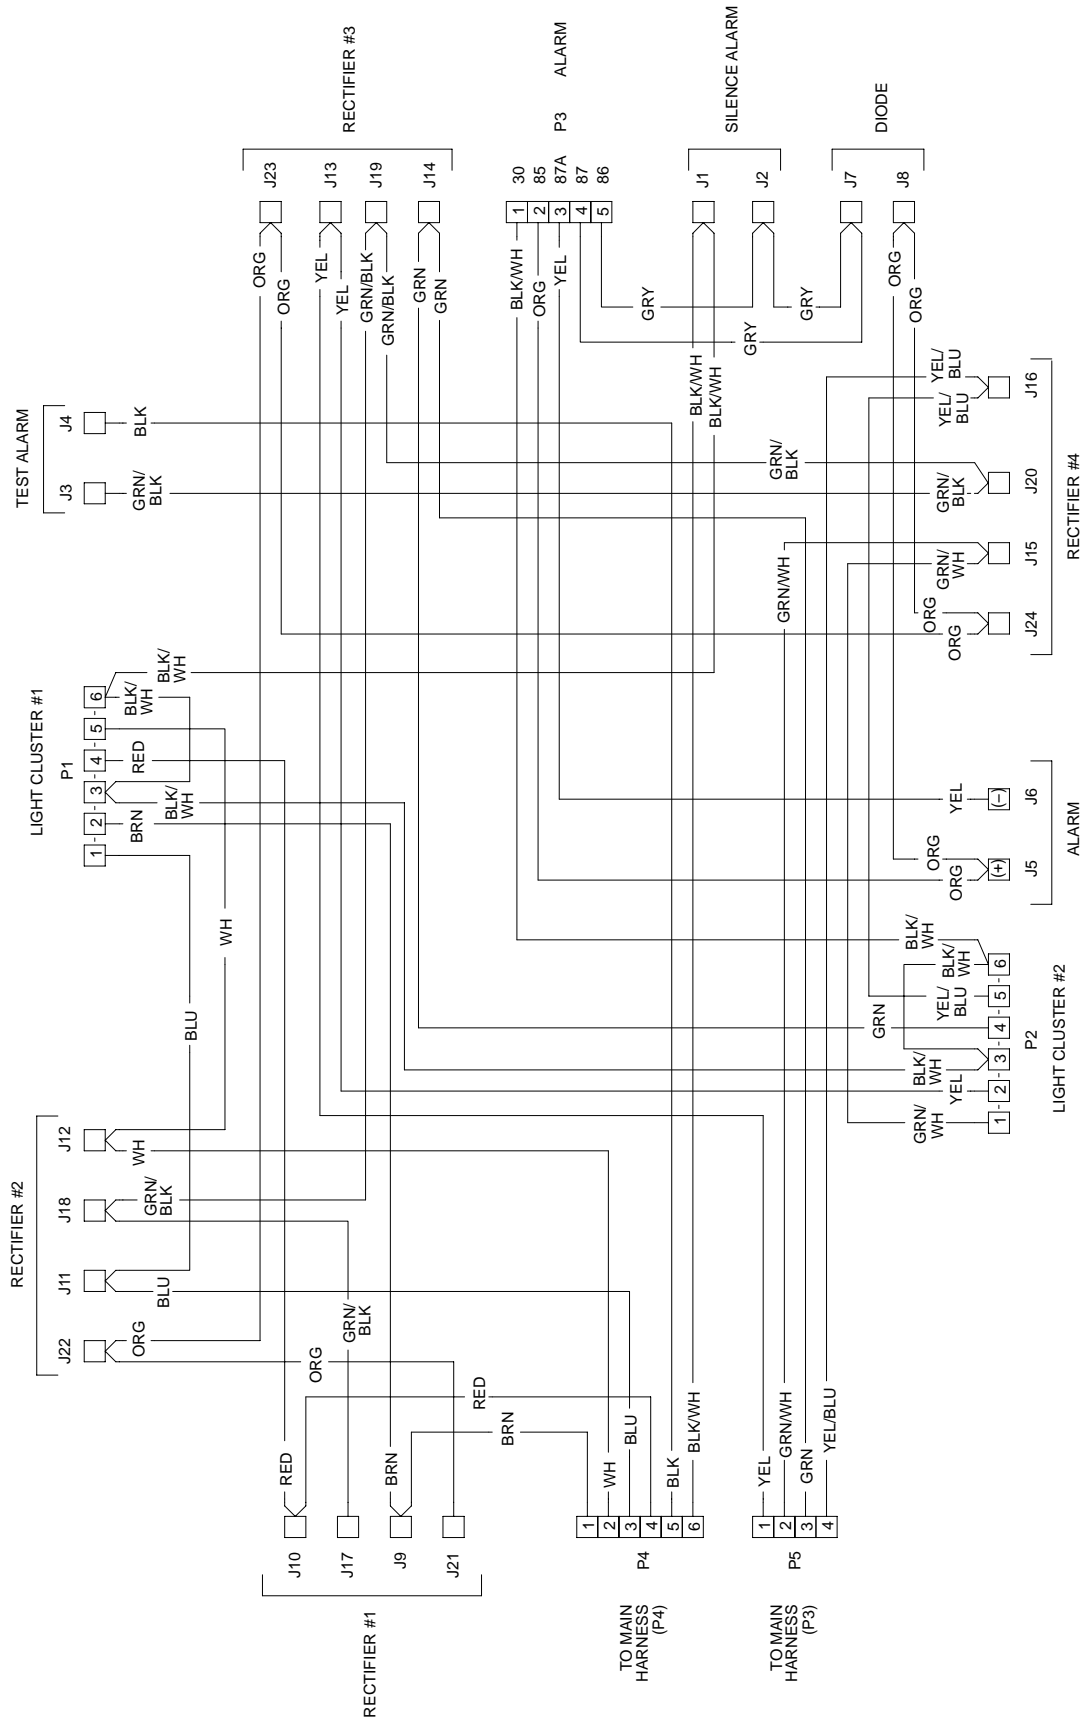 TEST ALARM
J3
J4
GRN/
BLK
BLK
LIGHT CLUSTER #1
P1
1
2
3
4
5
6
BRN
BLK/
WH
RED
BLK/
WH
BLK/
WH
WH
BLU
RECTIFIER #2
J22
J11
J18
J12
ORG
BLU
GRN/
BLK
WH
ORG
GRN/
BLK
RECTIFIER #1
J10
J17
J9
J21
RED
BRN
RED
BRN
TO MAIN
HARNESS
(P4)
P4
1
2
3
4
5
6
WH
BLU
BLK
BLK/WH
TO MAIN
HARNESS
(P3)
P5
1
2
3
4
YEL
GRN/WH
GRN
YEL/BLU
RECTIFIER #3
J23
J13
J19
J14
ORG
ORG
YEL
YEL
GRN/BLK
GRN/BLK
GRN
GRN
P3
ALARM
30
85
87A
87
86
1
2
3
4
5
BLK/WH
ORG
YEL
GRY
GRY
GRY
SILENCE ALARM
J1
J2
BLK/WH
BLK/WH
DIODE
J7
J8
ORG
ORG
RECTIFIER #4
J24
J15
J20
J16
ORG
ORG
GRN/WH
GRN/
WH
GRN/
BLK
GRN/
BLK
YEL/
BLU
YEL/
BLU
ALARM
J5
J6
(+)
(-)
ORG
ORG
YEL
LIGHT CLUSTER #2
P2
1
2
3
4
5
6
GRN/
WH
YEL
BLK/
WH
GRN
YEL/
BLU
BLK/
WH
BLK/
WH